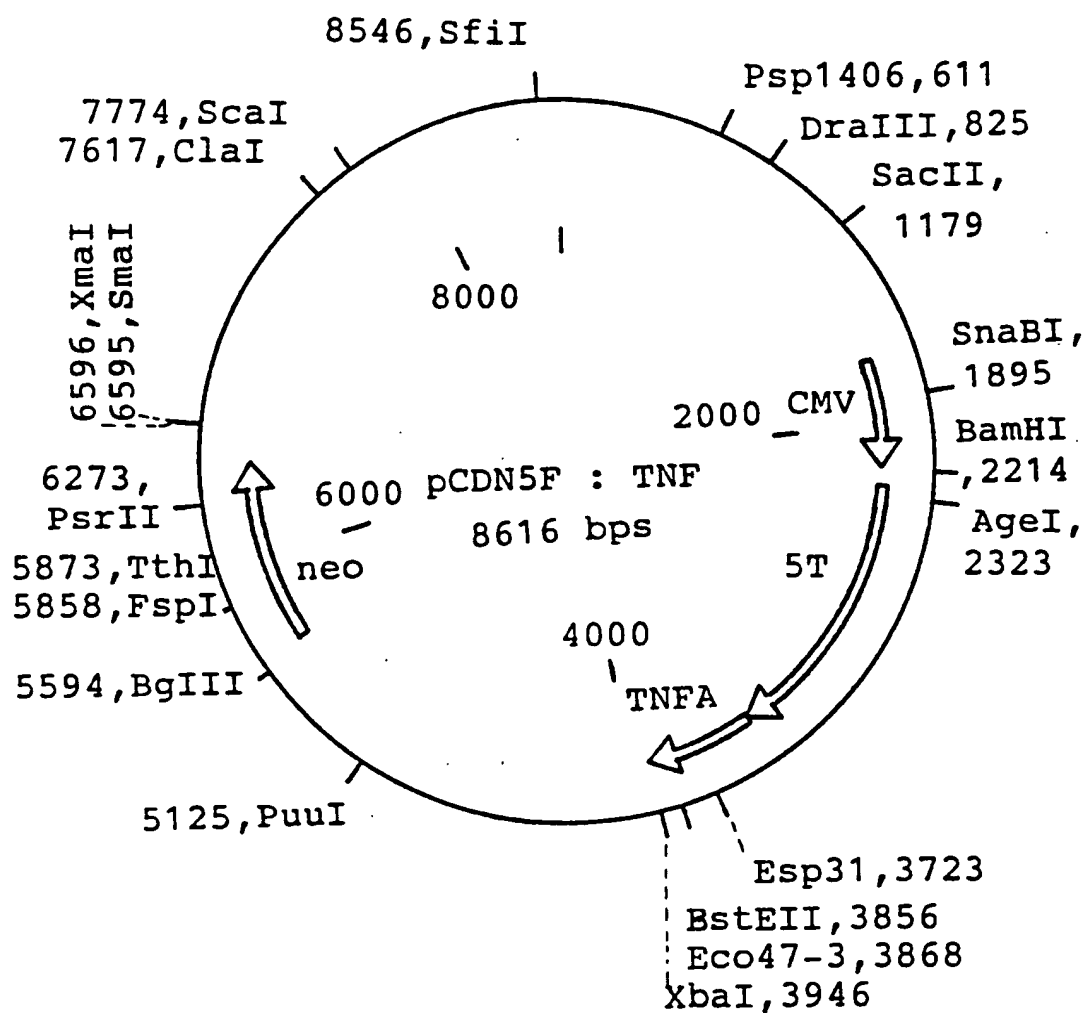 8546,SfiI
Psp1406,611
DraIII,825
SacII,
1179
7774,ScaI
7617,ClaI
6596,XmaI
6595,SmaI
8000
SnaBI,
1895
2000
CMV
BamHI
,2214
AgeI,
2323
6273,
PsrII
6000
pCDN5F : TNF
8616 bps
5873,TthI
neo
5T
5858,FspI
4000
5594,BgIII
TNFA
5125,PuuI
Esp31,3723
BstEII,3856
Eco47-3,3868
XbaI,3946